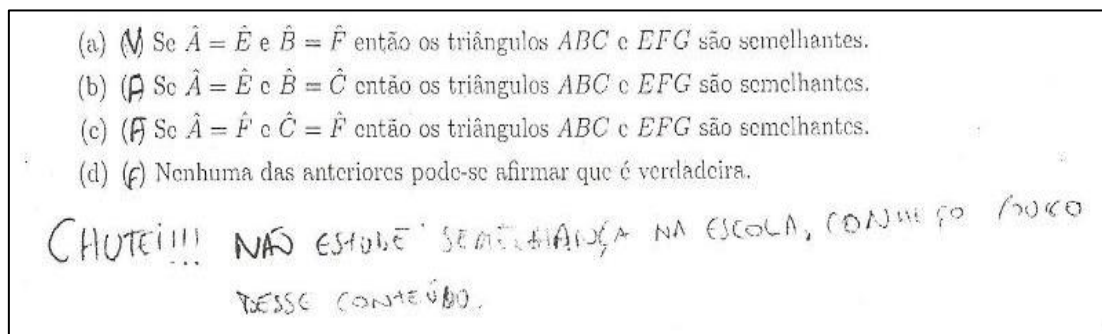 (a) (V) Se Â = Ê e B̂ = F̂ então os triângulos ABC e EFG são semelhantes.
(b) (F) Se Â = Ê e B̂ = Ĉ então os triângulos ABC e EFG são semelhantes.
(c) (F) Se Â = F̂ e Ĉ = F̂ então os triângulos ABC e EFG são semelhantes.
(d) (F) Nenhuma das anteriores pode-se afirmar que é verdadeira.
CHUTEI!!! NÃO ESTUDEI SEMELHANÇA NA ESCOLA, CONHEÇO POUCO
DESSE CONTEÚDO.